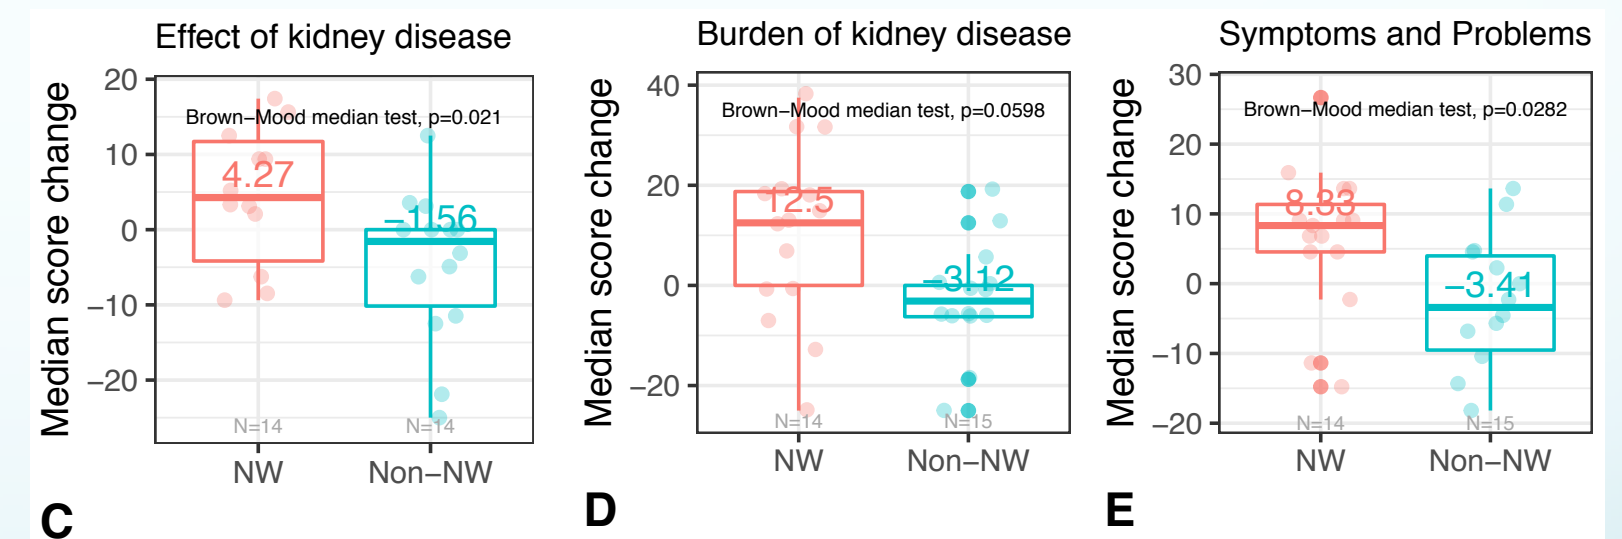 Effect of kidney disease
Median score change
20
10
0
−10
−20
Brown−Mood median test, p=0.021
4.27
−1.56
N=14
N=14
NW
Non−NW
C
Burden of kidney disease
Median score change
40
20
0
−20
Brown−Mood median test, p=0.0598
12.5
−3.12
N=14
N=15
NW
Non−NW
D
Symptoms and Problems
Median score change
30
20
10
0
−10
−20
Brown−Mood median test, p=0.0282
8.33
−3.41
N=14
N=15
NW
Non−NW
E